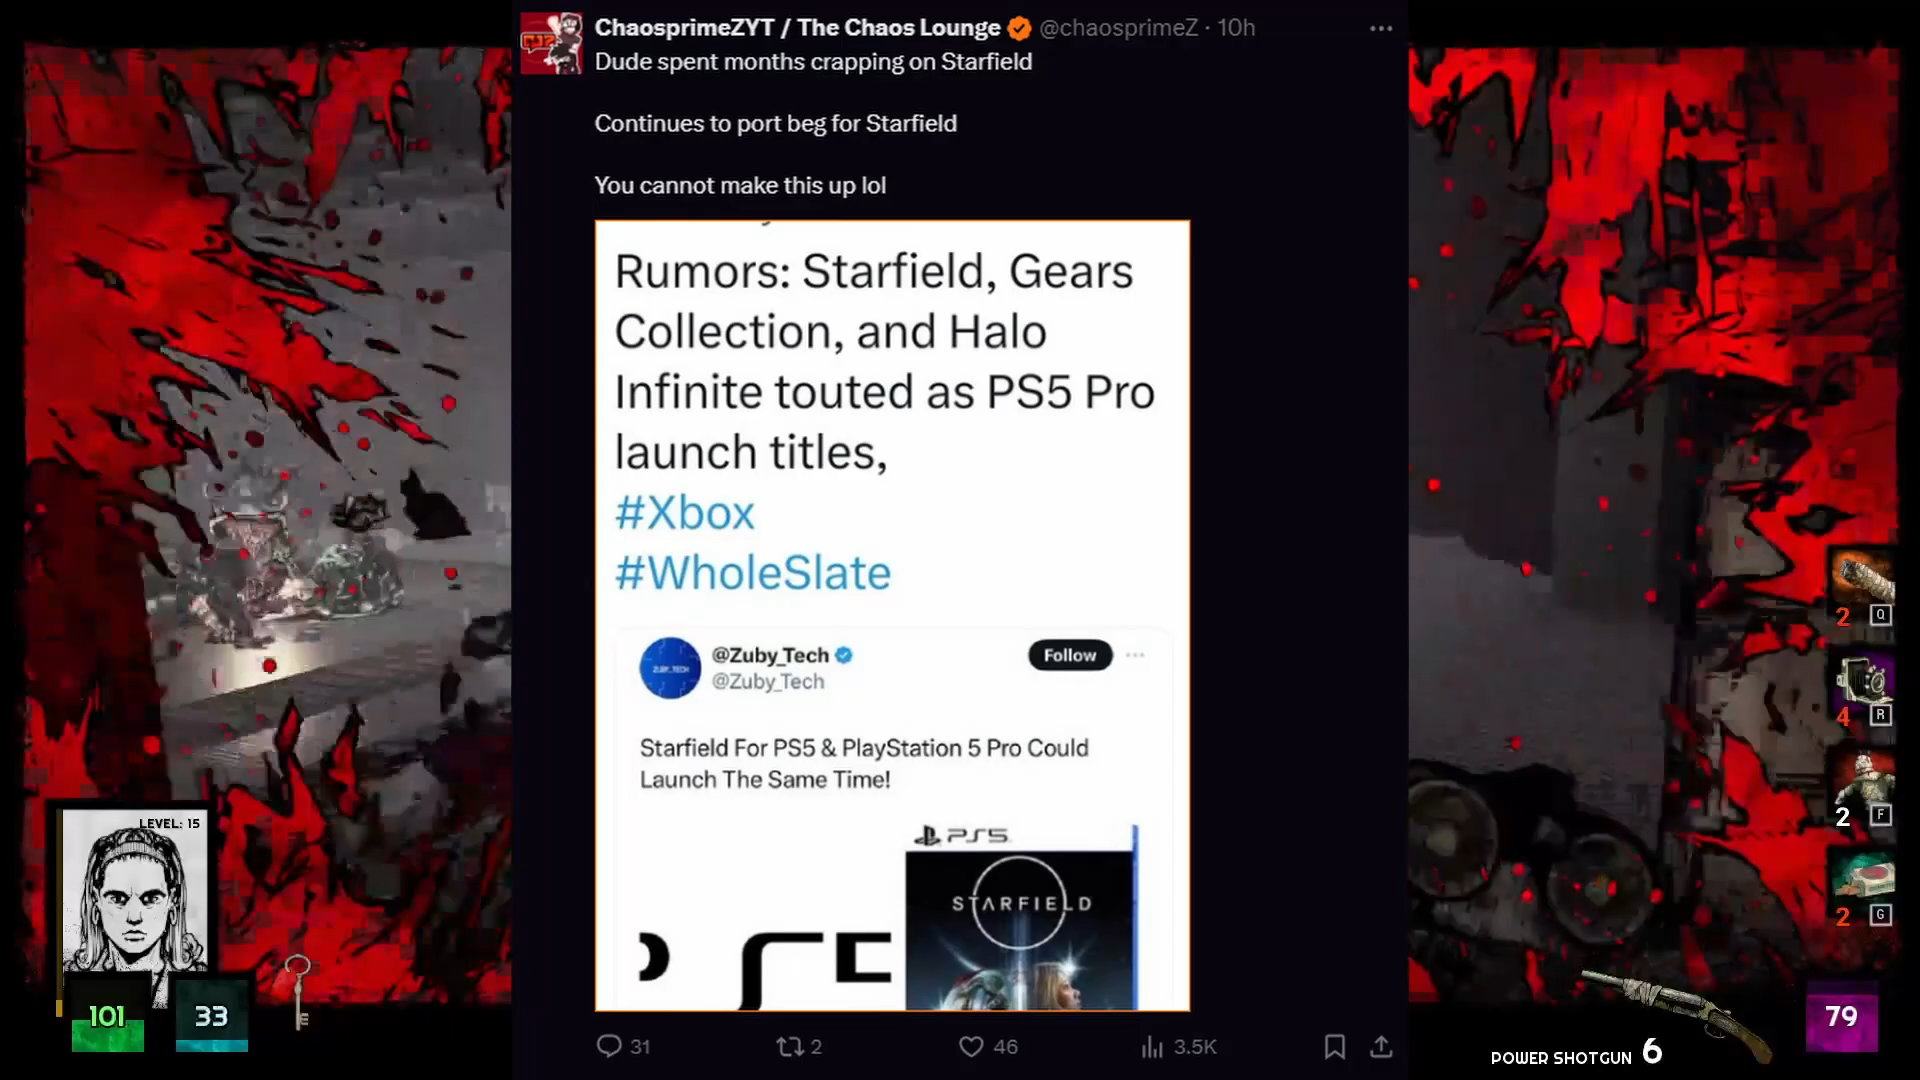 ChaosprimeZYT / The Chaos Lounge @chaosprimeZ · 10h
Dude spent months crapping on Starfield
Continues to port beg for Starfield
You cannot make this up lol
Rumors: Starfield, Gears
Collection, and Halo
Infinite touted as PS5 Pro
launch titles,
#Xbox
#WholeSlate
@Zuby_Tech
Follow
@Zuby_Tech
ZUBY_TECH
Starfield For PS5 & PlayStation 5 Pro Could
Launch The Same Time!
PS5
STARFIELD
31
2
46
3.5K
LEVEL: 15
101
33
2 Q
4 R
2 F
2 G
POWER SHOTGUN 6
79